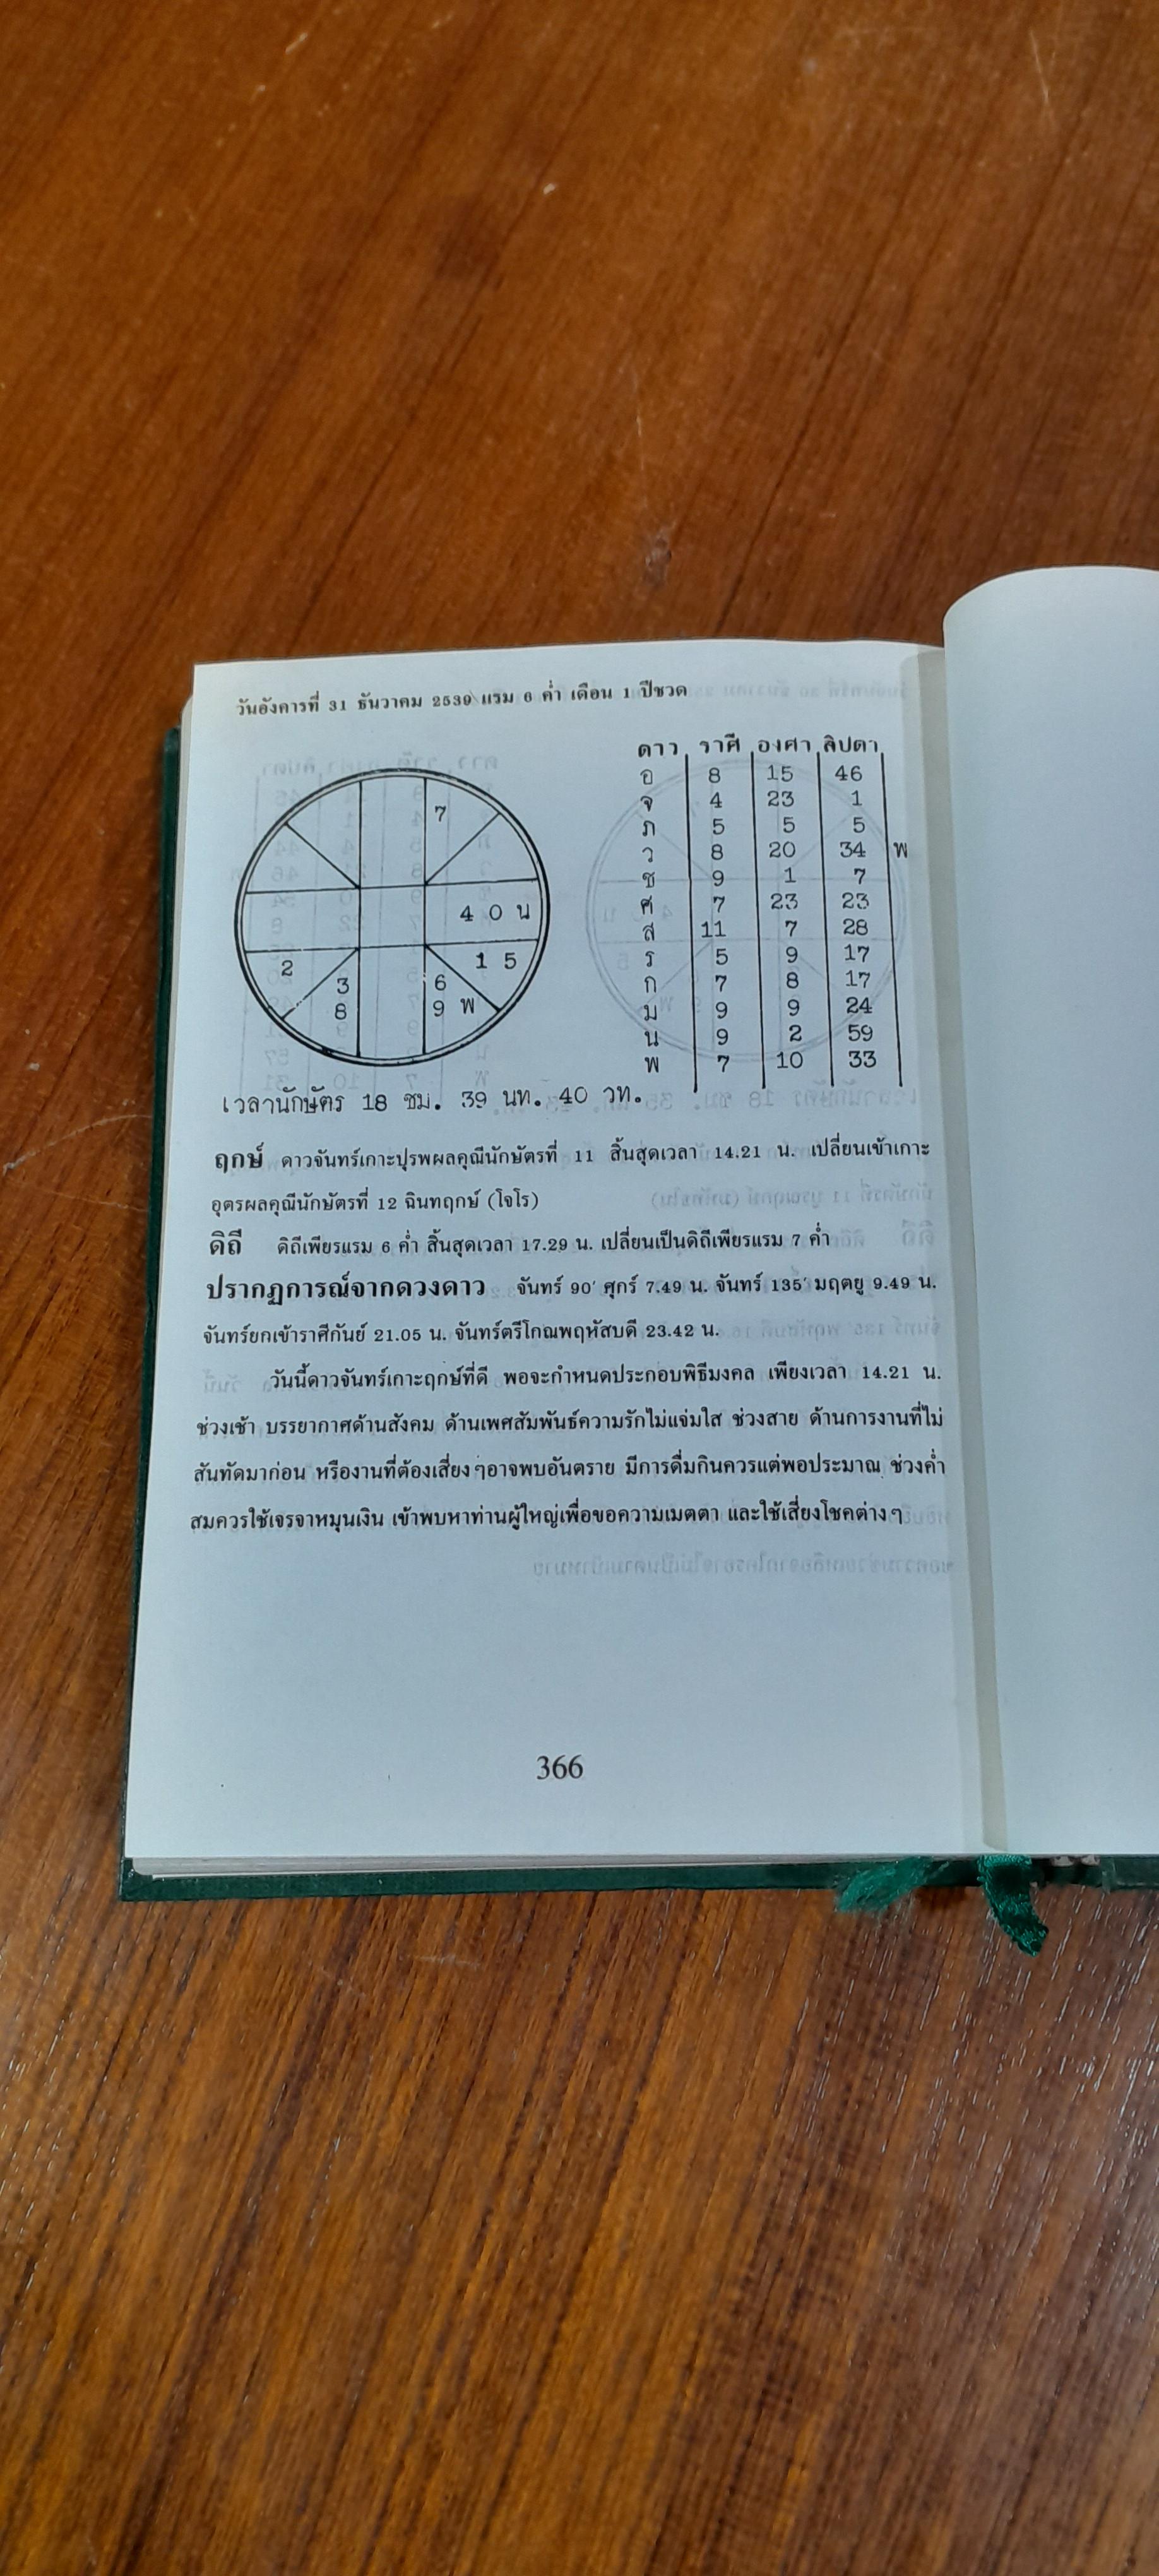 วันอังคารที่ 31 ธันวาคม 2539 แรม 6 ค่ำ เดือน 1 ปีชวด
7
4 0 น
2
1 5
3
6
8
9 พ
ดาว ราศี องศา ลิปดา
อ 8 15 46
จ 4 23 1
ภ 5 5 5
ว 8 20 34 พ
ช 9 1 7
ศ 7 23 23
ส 11 7 28
ร 5 9 17
ก 7 8 17
ม 9 9 24
น 9 2 59
พ 7 10 33
เวลานักษัตร 18 ชม. 39 นท. 40 วท.
ฤกษ์ ดาวจันทร์เกาะปุรพผลคุณีนักษัตรที่ 11 สิ้นสุดเวลา 14.21 น. เปลี่ยนเข้าเกาะ
อุตรผลคุณีนักษัตรที่ 12 ฉินทฤกษ์ (โจโร)
ดิถี ดิถีเพียรแรม 6 ค่ำ สิ้นสุดเวลา 17.29 น. เปลี่ยนเป็นดิถีเพียรแรม 7 ค่ำ
ปรากฏการณ์จากดวงดาว จันทร์ 90′ ศุกร์ 7.49 น. จันทร์ 135′ มฤตยู 9.49 น.
จันทร์ยกเข้าราศีกันย์ 21.05 น. จันทร์ตรีโกณพฤหัสบดี 23.42 น.
วันนี้ดาวจันทร์เกาะฤกษ์ที่ดี พอจะกำหนดประกอบพิธีมงคล เพียงเวลา 14.21 น.
ช่วงเช้า บรรยากาศด้านสังคม ด้านเพศสัมพันธ์ความรักไม่แจ่มใส ช่วงสาย ด้านการงานที่ไม่
สันทัดมาก่อน หรืองานที่ต้องเสี่ยงๆอาจพบอันตราย มีการดื่มกินควรแต่พอประมาณ ช่วงค่ำ
สมควรใช้เจรจาหมุนเงิน เข้าพบหาท่านผู้ใหญ่เพื่อขอความเมตตา และใช้เสี่ยงโชคต่างๆ
366